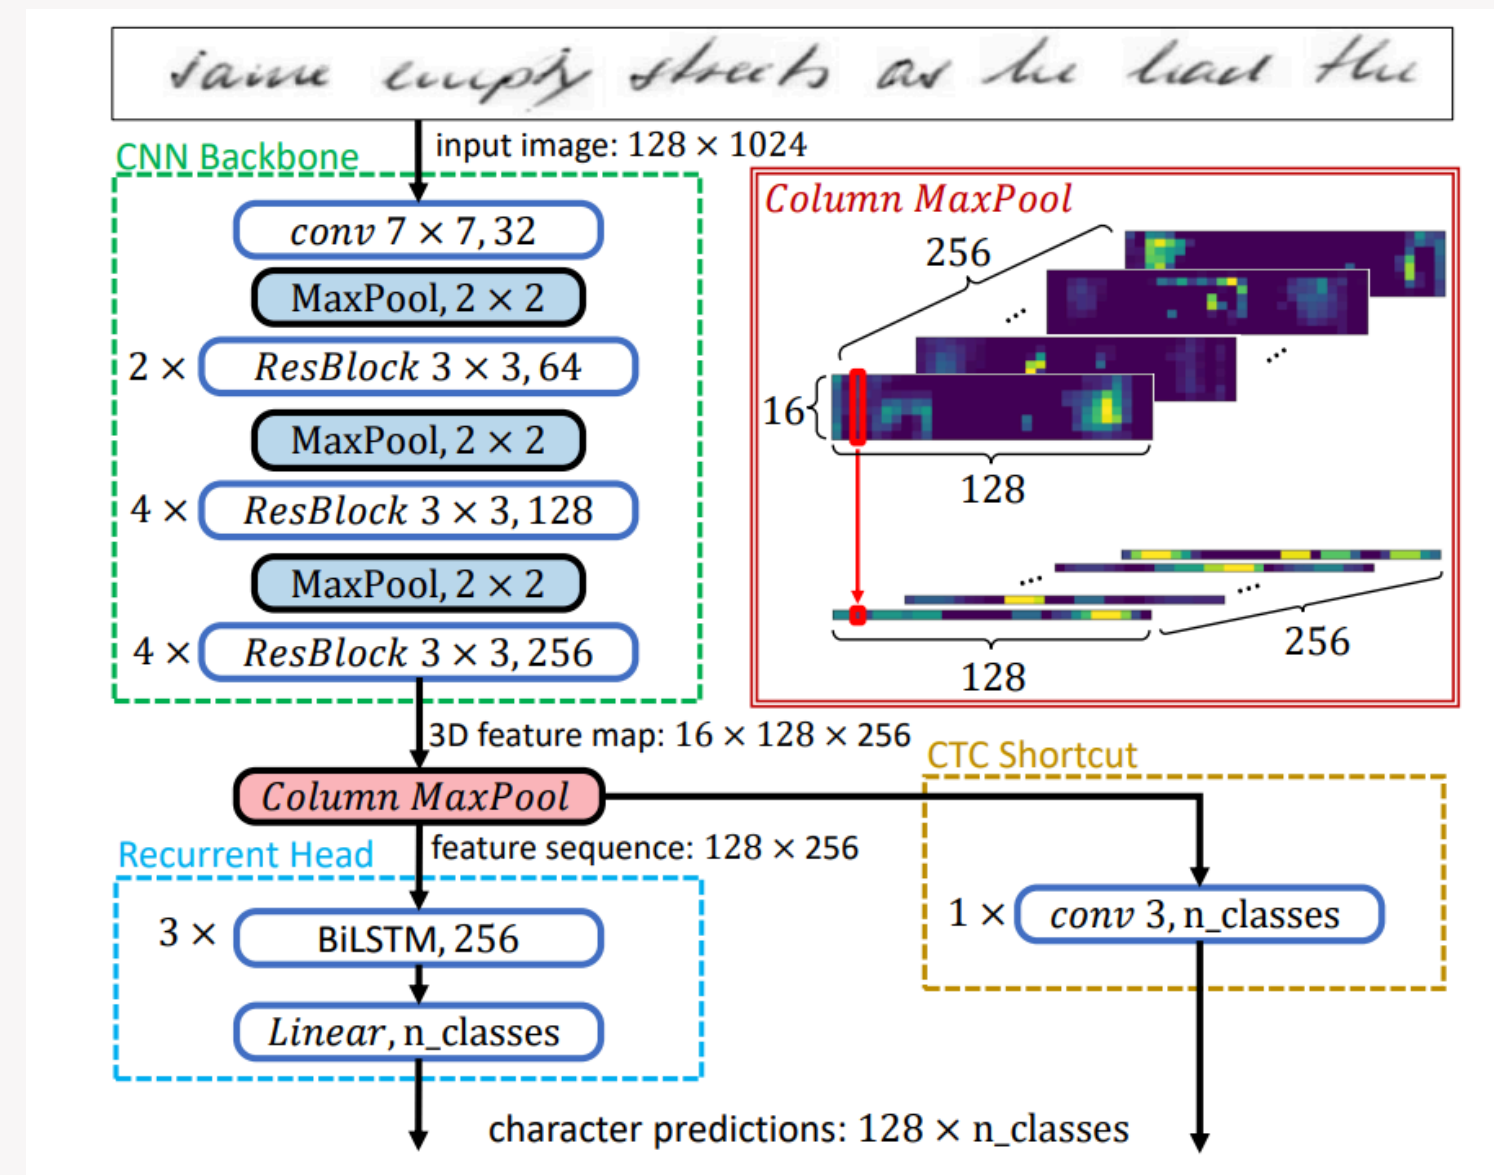 same empty streets as he had the
input image: 128 × 1024
CNN Backbone
conv 7 × 7, 32
MaxPool, 2 × 2
2 × ResBlock 3 × 3, 64
MaxPool, 2 × 2
4 × ResBlock 3 × 3, 128
MaxPool, 2 × 2
4 × ResBlock 3 × 3, 256
Column MaxPool
256
...
...
16
128
...
...
256
128
3D feature map: 16 × 128 × 256
Column MaxPool
feature sequence: 128 × 256
Recurrent Head
3 × BiLSTM, 256
Linear, n_classes
CTC Shortcut
1 × conv 3, n_classes
character predictions: 128 × n_classes